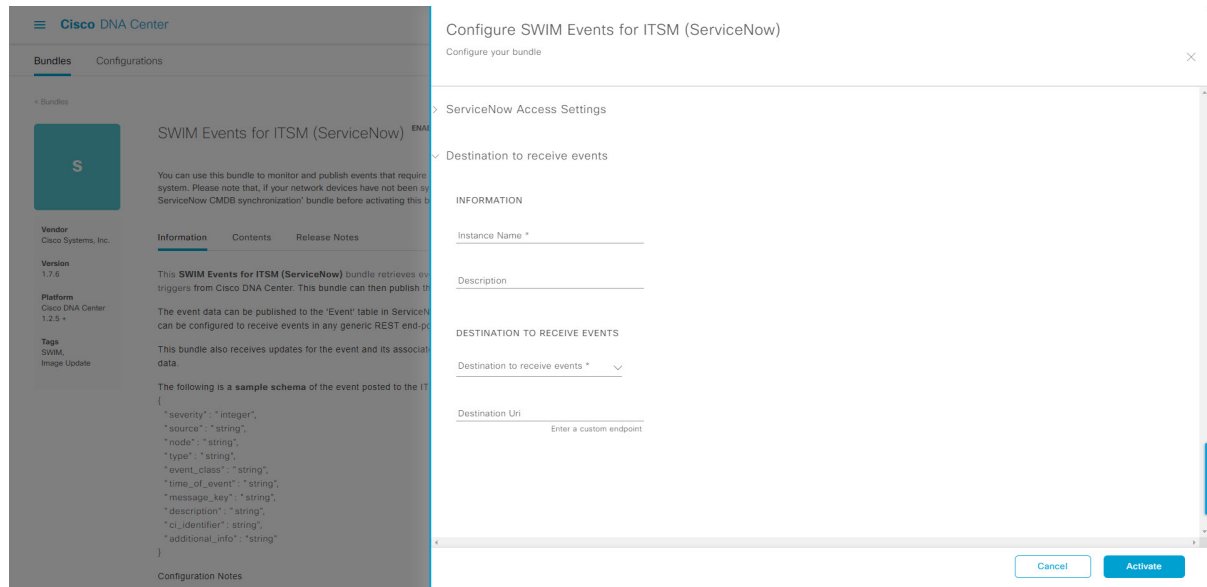 Cisco DNA Center
Bundles Configurations
< Bundles
S
SWIM Events for ITSM (ServiceNow)
You can use this bundle to monitor and publish events that require
system. Please note that, if your network devices have not been sy
ServiceNow CMDB synchronization' bundle before activating this b
Vendor
Cisco Systems, Inc.
Version
1.7.6
Platform
Cisco DNA Center
1.2.5 +
Tags
SWIM,
Image Update
Information Contents Release Notes
This SWIM Events for ITSM (ServiceNow) bundle retrieves ev
triggers from Cisco DNA Center. This bundle can then publish th
The event data can be published to the 'Event' table in ServiceN
can be configured to receive events in any generic REST end-po
This bundle also receives updates for the event and its associat
data.
The following is a sample schema of the event posted to the IT
{
"severity" : "integer",
"source" : "string",
"node" : "string",
"type" : "string",
"event_class" : "string",
"time_of_event" : "string",
"message_key" : "string",
"description" : "string",
"ci_identifier" : string",
"additional_info" : "string"
}
Configuration Notes
Configure SWIM Events for ITSM (ServiceNow)
Configure your bundle
ServiceNow Access Settings
Destination to receive events
INFORMATION
Instance Name *
Description
DESTINATION TO RECEIVE EVENTS
Destination to receive events *
Destination Uri
Enter a custom endpoint
Cancel Activate